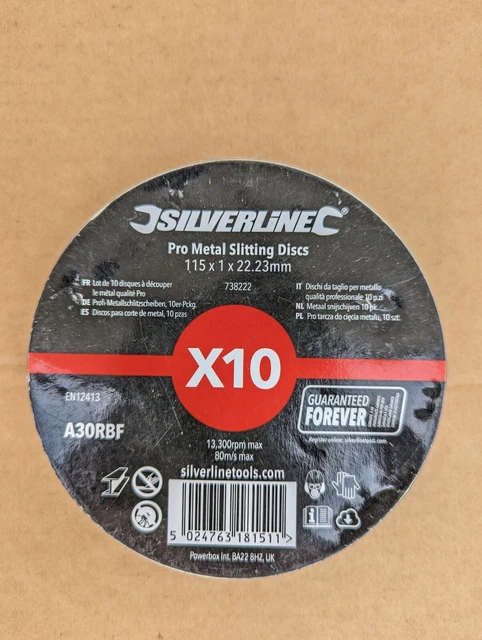 SILVERLINE
Pro Metal Slitting Discs
115 x 1 x 22.23mm
738222
FR Lot de 10 disques à découper
le métal qualité Pro
DE Profi-Metallschlitzscheiben, 10er-Pckg.
ES Discos para corte de metal, 10 pzas
IT Dischi da taglio per metallo
qualità professionale 10 pz
NL Metaal snijschijven 10 pk.
PL Pro tarcza do cięcia metalu, 10 szt.
X10
EN12413
A30RBF
GUARANTEED
FOREVER
Register online: silverlinetools.com
13,300rpm max
80m/s max
silverlinetools.com
5 024763 181511 >
Powerbox Int. BA22 8HZ, UK